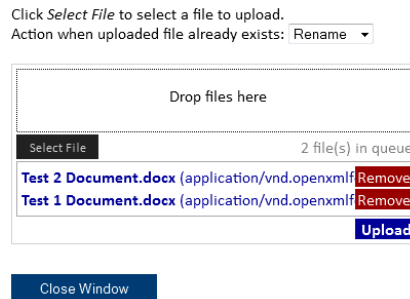 Click Select File to select a file to upload.
Action when uploaded file already exists: Rename
Drop files here
Select File 2 file(s) in queue
Test 2 Document.docx (application/vnd.openxmlf Remove
Test 1 Document.docx (application/vnd.openxmlf Remove
Upload
Close Window